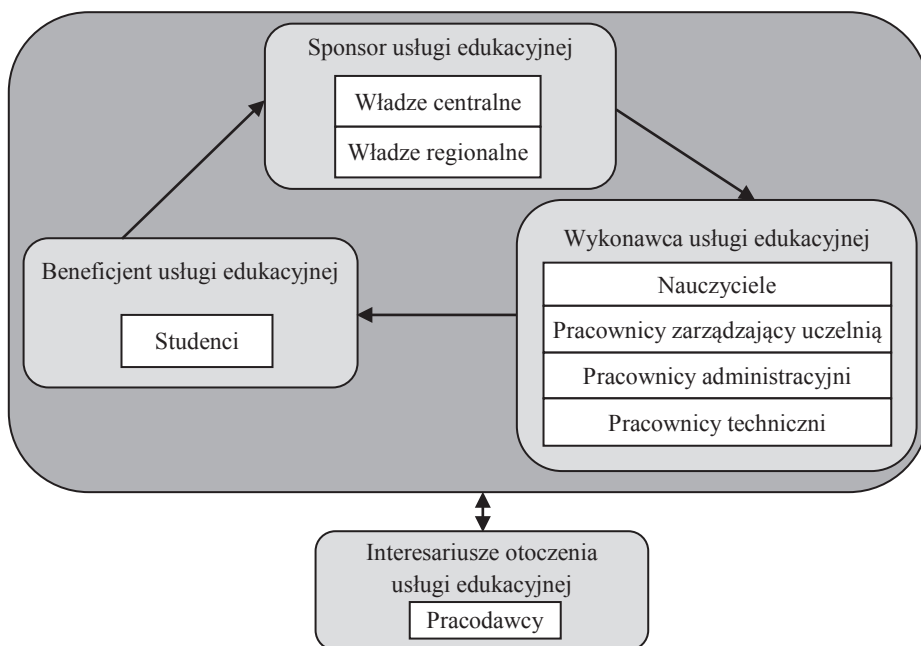 Sponsor usługi edukacyjnej
Władze centralne
Władze regionalne
Wykonawca usługi edukacyjnej
Nauczyciele
Pracownicy zarządzający uczelnią
Pracownicy administracyjni
Pracownicy techniczni
Beneficjent usługi edukacyjnej
Studenci
Interesariusze otoczenia
usługi edukacyjnej
Pracodawcy